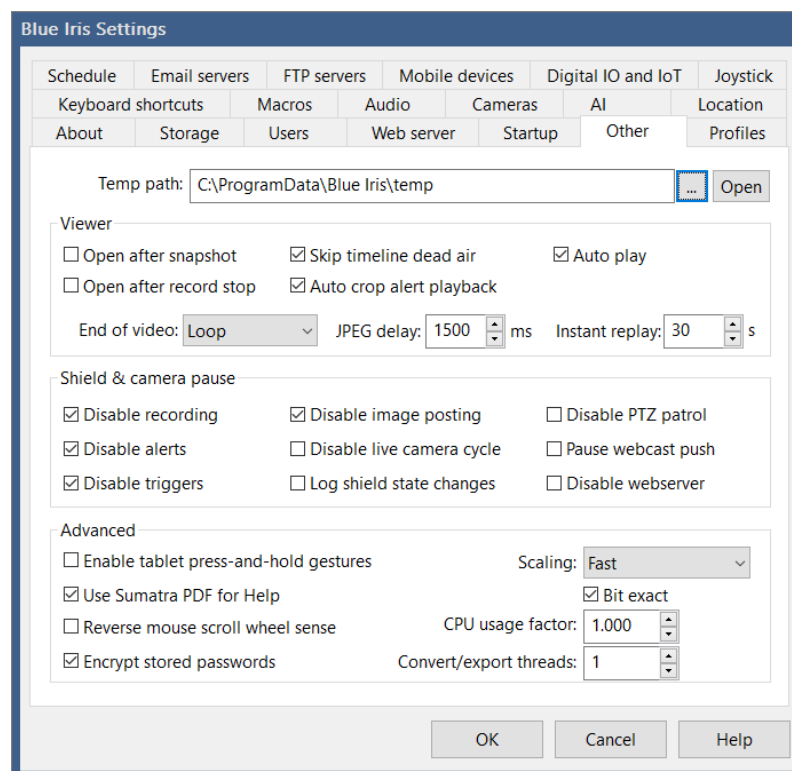 Blue Iris Settings
Schedule Email servers FTP servers Mobile devices Digital IO and IoT Joystick
Keyboard shortcuts Macros Audio Cameras AI Location
About Storage Users Web server Startup Other Profiles
Temp path: C:\ProgramData\Blue Iris\temp ... Open
Viewer
Open after snapshot Skip timeline dead air Auto play
Open after record stop Auto crop alert playback
End of video: Loop JPEG delay: 1500 ms Instant replay: 30 s
Shield & camera pause
Disable recording Disable image posting Disable PTZ patrol
Disable alerts Disable live camera cycle Pause webcast push
Disable triggers Log shield state changes Disable webserver
Advanced
Enable tablet press-and-hold gestures Scaling: Fast
Use Sumatra PDF for Help Bit exact
Reverse mouse scroll wheel sense CPU usage factor: 1.000
Encrypt stored passwords Convert/export threads: 1
OK Cancel Help